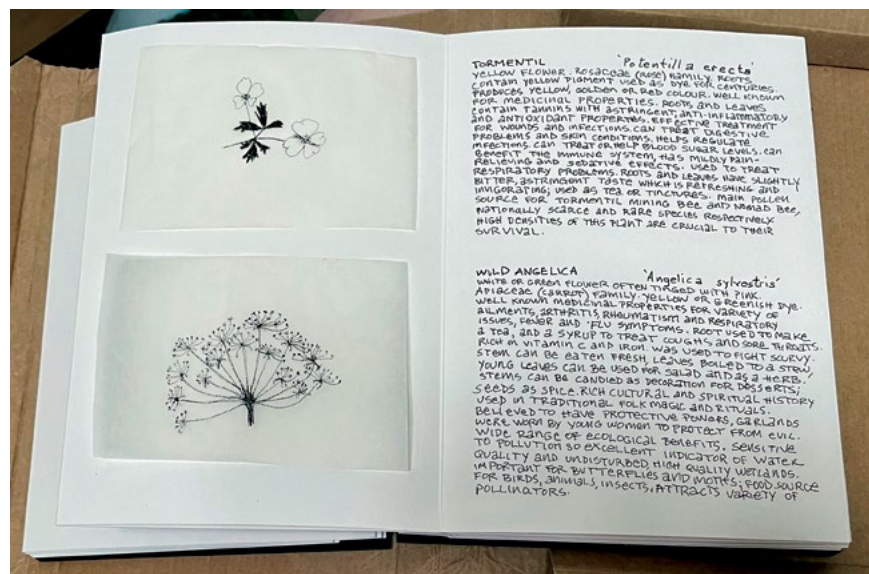 TORMENTIL 'Potentilla erecta'
YELLOW FLOWER. ROSACEAE (ROSE) FAMILY. ROOTS
CONTAIN YELLOW PIGMENT USED AS DYE FOR CENTURIES.
PRODUCES YELLOW, GOLDEN OR RED COLOUR. WELL KNOWN
FOR MEDICINAL PROPERTIES. ROOTS AND LEAVES
CONTAIN TANNINS WITH ASTRINGENT, ANTI-INFLAMMATORY
AND ANTIOXIDANT PROPERTIES. EFFECTIVE TREATMENT
FOR WOUNDS AND INFECTIONS. CAN TREAT DIGESTIVE
PROBLEMS AND SKIN CONDITIONS. HELPS REGULATE
INFECTIONS. CAN TREAT OR HELP BLOOD SUGAR LEVELS. CAN
BENEFIT THE IMMUNE SYSTEM, HAS MILDLY PAIN-
RELIEVING AND SEDATIVE EFFECTS. USED TO TREAT
RESPIRATORY PROBLEMS. ROOTS AND LEAVES HAVE SLIGHTLY
BITTER, ASTRINGENT TASTE WHICH IS REFRESHING AND
INVIGORATING; USED AS TEA OR TINCTURES. MAIN POLLEN
SOURCE FOR TORMENTIL MINING BEE AND NOMAD BEE,
NATIONALLY SCARCE AND RARE SPECIES RESPECTIVELY.
HIGH DENSITIES OF THIS PLANT ARE CRUCIAL TO THEIR
SURVIVAL.
WILD ANGELICA 'Angelica sylvestris'
WHITE OR GREEN FLOWER OFTEN TINGED WITH PINK.
APIACEAE (CARROT) FAMILY. YELLOW OR GREENISH DYE.
WELL KNOWN MEDICINAL PROPERTIES FOR VARIETY OF
AILMENTS, ARTHRITIS, RHEUMATISM AND RESPIRATORY
ISSUES, FEVER AND 'FLU SYMPTOMS. ROOT USED TO MAKE
A TEA, AND A SYRUP TO TREAT COUGHS AND SORE THROATS.
RICH IN VITAMIN C AND IRON. WAS USED TO FIGHT SCURVY.
STEM CAN BE EATEN FRESH, LEAVES BOILED TO A STEW,
YOUNG LEAVES CAN BE USED FOR SALAD AND AS A HERB.
STEMS CAN BE CANDIED AS DECORATION FOR DESSERTS;
SEEDS AS SPICE. RICH CULTURAL AND SPIRITUAL HISTORY
USED IN TRADITIONAL FOLK MAGIC AND RITUALS.
BELIEVED TO HAVE PROTECTIVE POWERS, GARLANDS
WERE WORN BY YOUNG WOMEN TO PROTECT FROM EVIL.
WIDE RANGE OF ECOLOGICAL BENEFITS. SENSITIVE
TO POLLUTION SO EXCELLENT INDICATOR OF WATER
QUALITY AND UNDISTURBED, HIGH QUALITY WETLANDS.
IMPORTANT FOR BUTTERFLIES AND MOTHS; FOOD SOURCE
FOR BIRDS, ANIMALS, INSECTS. ATTRACTS VARIETY OF
POLLINATORS.